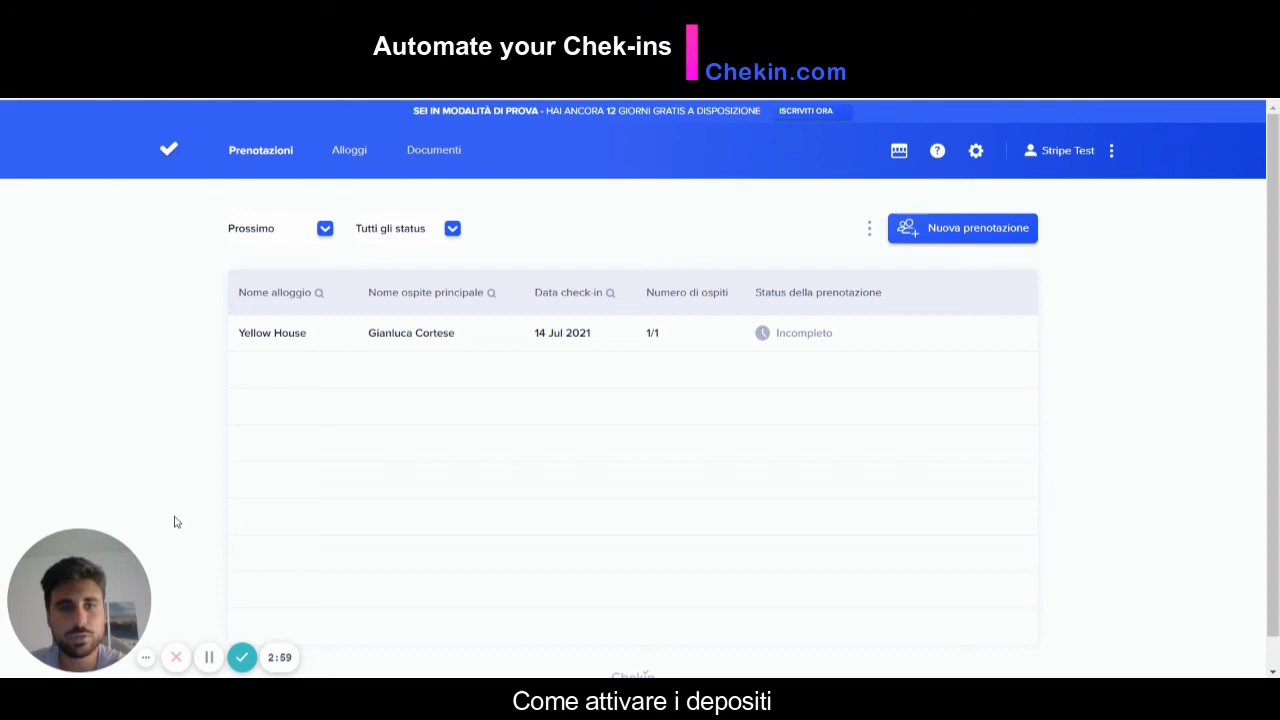 Automate your Chek-ins
Chekin.com
SEI IN MODALITÀ DI PROVA - HAI ANCORA 12 GIORNI GRATIS A DISPOSIZIONE ISCRIVITI ORA
Prenotazioni Alloggi Documenti Stripe Test
Prossimo Tutti gli status Nuova prenotazione
Nome alloggio Nome ospite principale Data check-in Numero di ospiti Status della prenotazione
Yellow House Gianluca Cortese 14 Jul 2021 1/1 Incompleto
2:59
Chekin
Come attivare i depositi